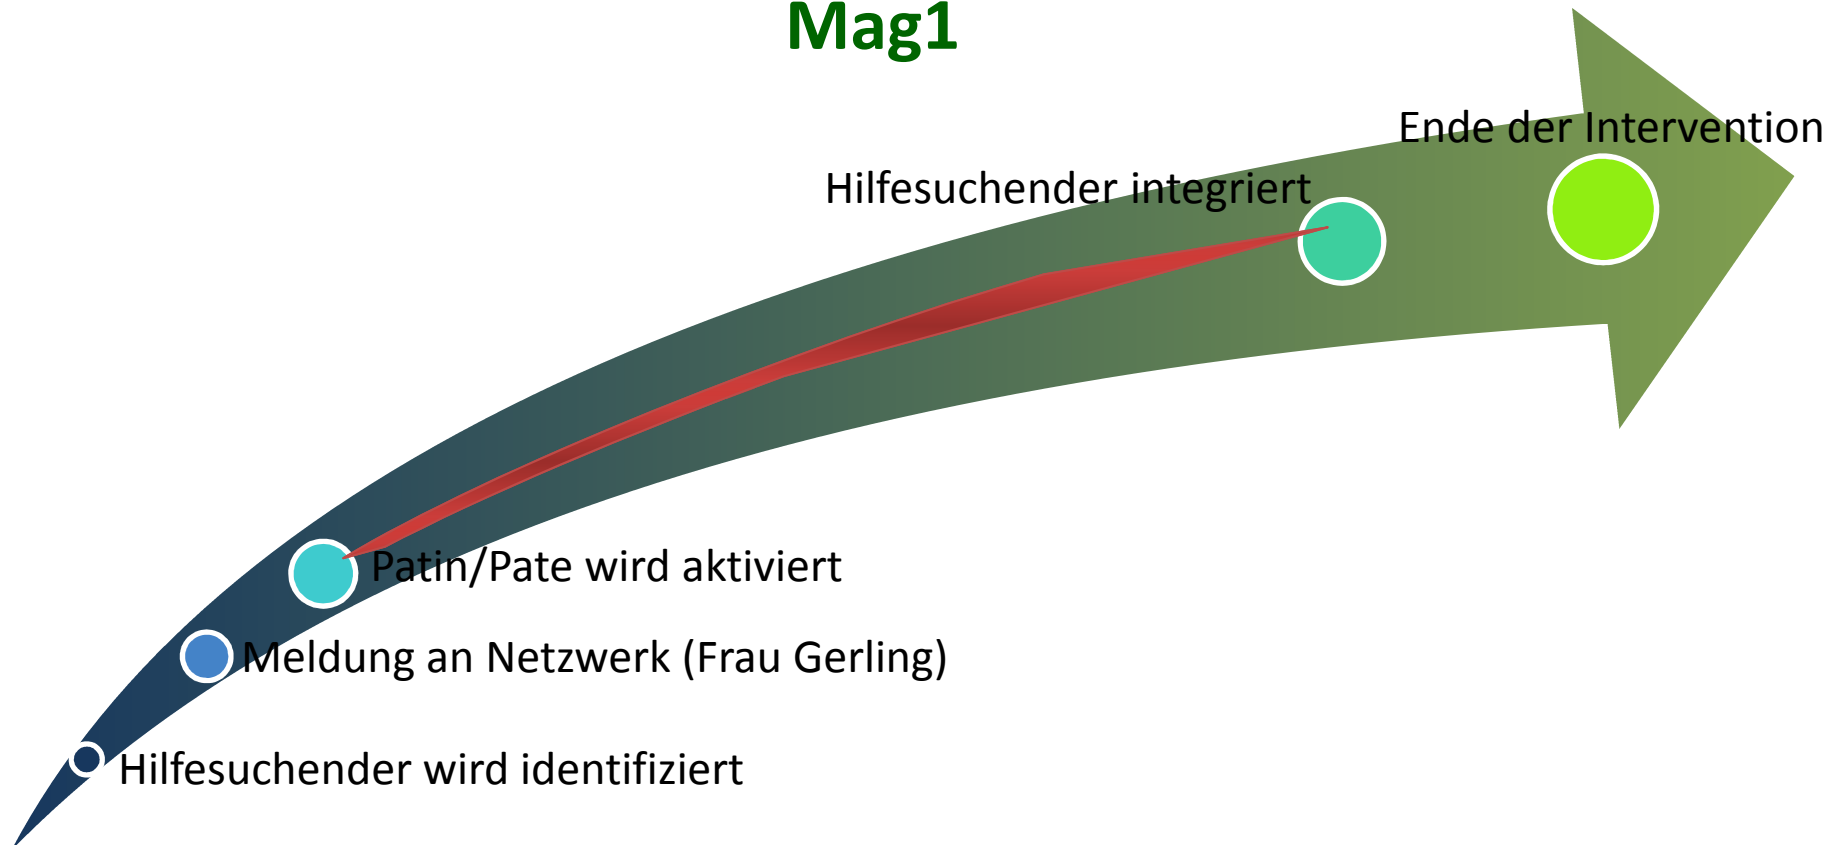 Mag1
Ende der Intervention
Hilfesuchender integriert
Patin/Pate wird aktiviert
Meldung an Netzwerk (Frau Gerling)
Hilfesuchender wird identifiziert